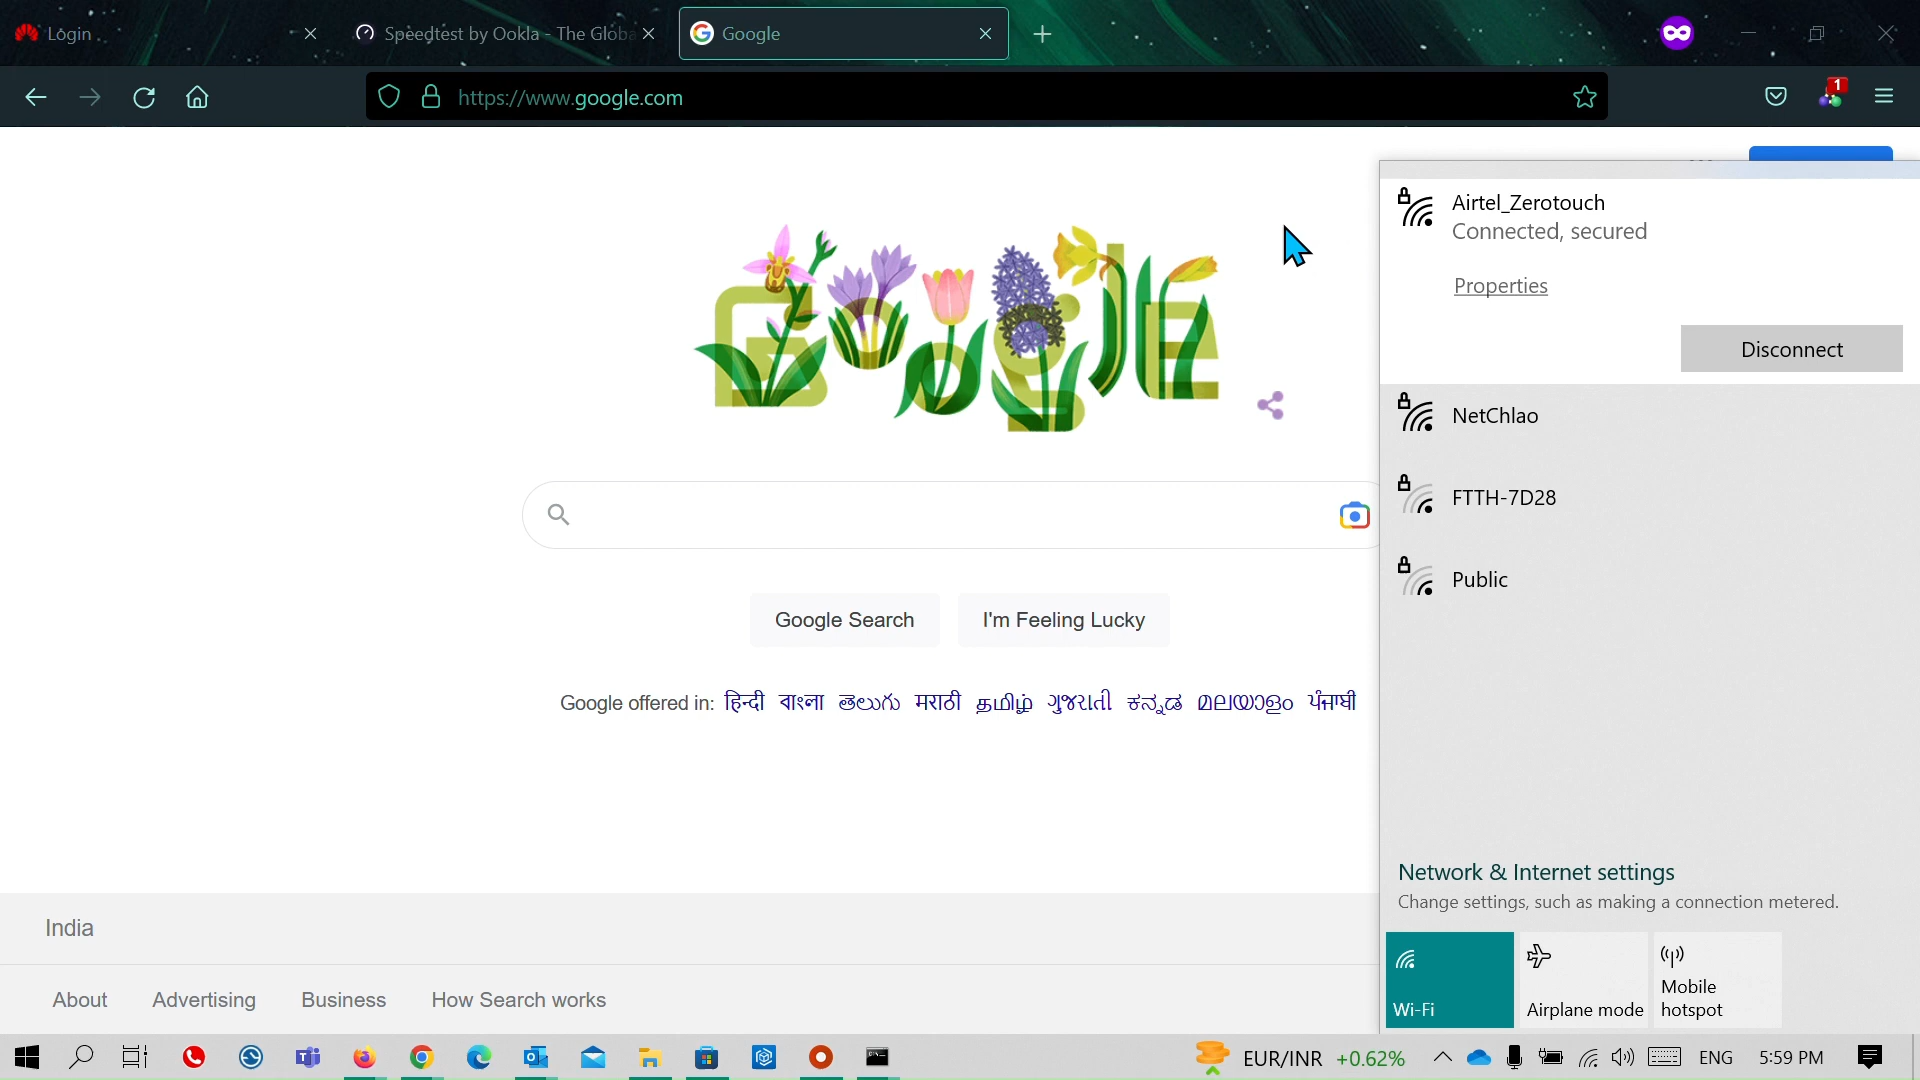 Login
Speedtest by Ookla - The Globa
Google
https://www.google.com
1
Google
Google Search
I'm Feeling Lucky
Google offered in: हिन्दी বাংলা తెలుగు मराठी தமிழ் ગુજરાતી ಕನ್ನಡ മലയാളം ਪੰਜਾਬੀ
India
About
Advertising
Business
How Search works
Airtel_Zerotouch
Connected, secured
Properties
Disconnect
NetChlao
FTTH-7D28
Public
Network & Internet settings
Change settings, such as making a connection metered.
Wi-Fi
Airplane mode
Mobile
hotspot
EUR/INR +0.62%
ENG
5:59 PM